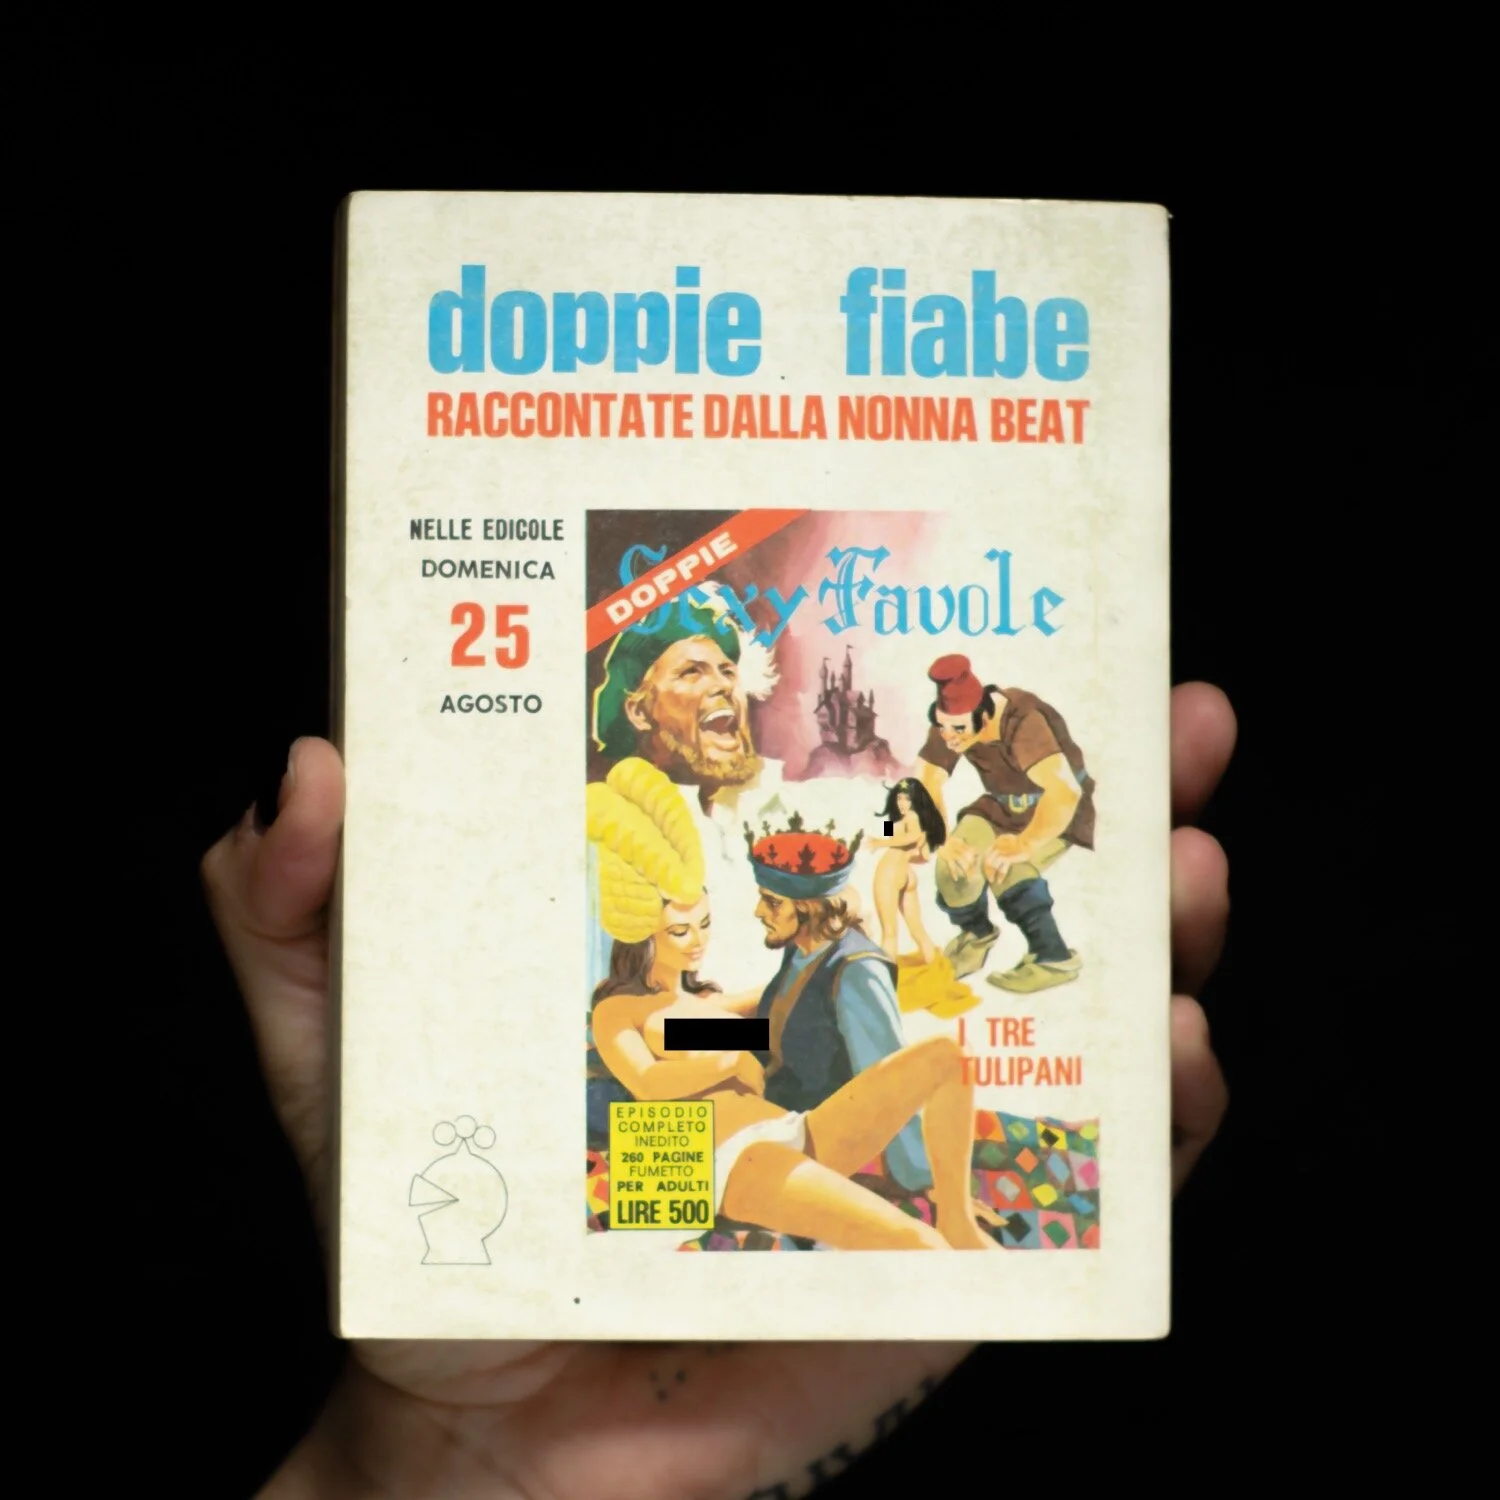 doppie fiabe
RACCONTATE DALLA NONNA BEAT
NELLE EDICOLE
DOMENICA
25
AGOSTO
DOPPIE
Sexy Favole
I TRE
TULIPANI
EPISODIO
COMPLETO
INEDITO
260 PAGINE
FUMETTO
PER ADULTI
LIRE 500